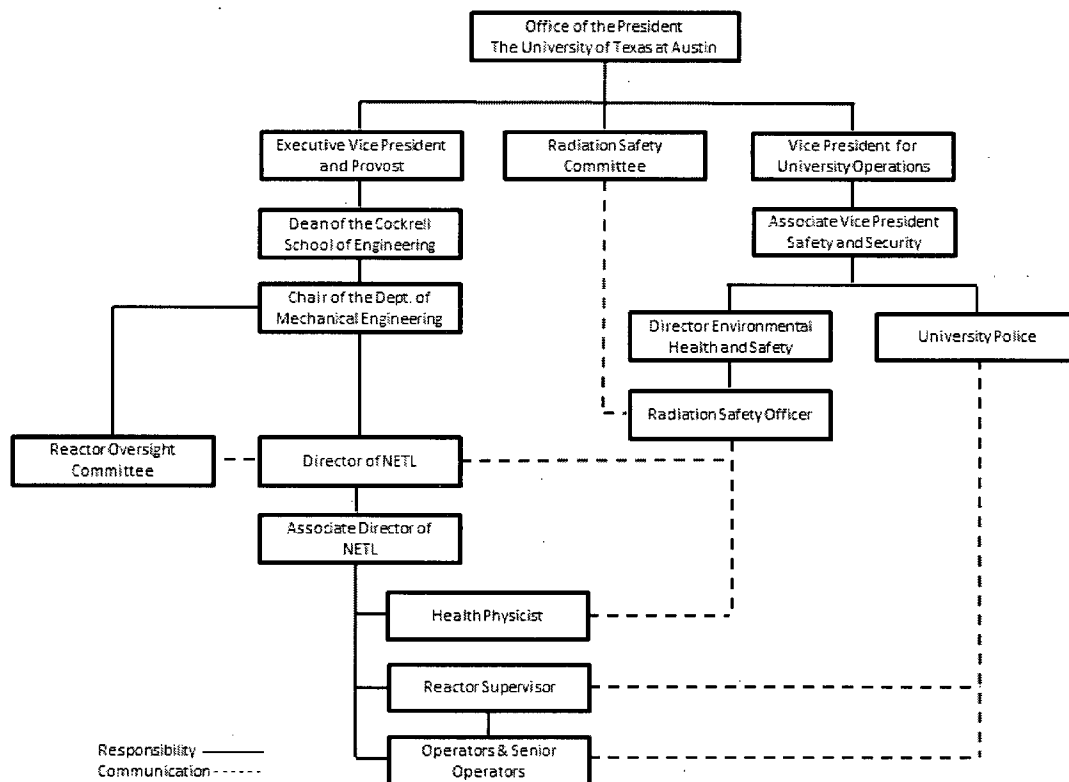 Office of the President
The University of Texas at Austin
Executive Vice President
and Provost
Radiation Safety
Committee
Vice President for
University Operations
Dean of the Cockrell
School of Engineering
Associate Vice President
Safety and Security
Chair of the Dept. of
Mechanical Engineering
Director Environmental
Health and Safety
University Police
Radiation Safety Officer
Reactor Oversight
Committee
Director of NETL
Associate Director of
NETL
Health Physicist
Reactor Supervisor
Operators & Senior
Operators
Responsibility
Communication